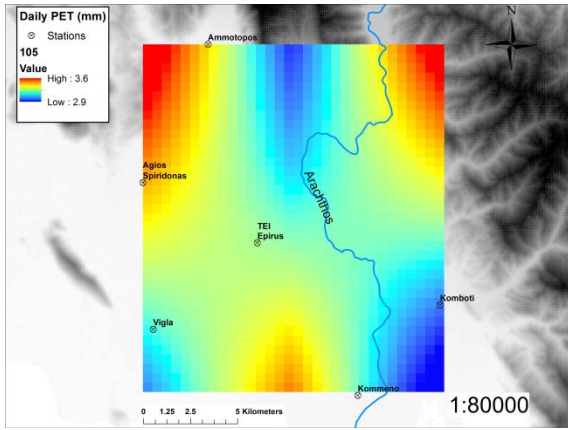 Daily PET (mm)
Stations
105
Value
High : 3.6
Low : 2.9
Ammotopos
N
Agios
Spiridonas
Arachthos
TEI
Epirus
Komboti
Vigla
Kommeno
0 1.25 2.5 5 Kilometers
1:80000